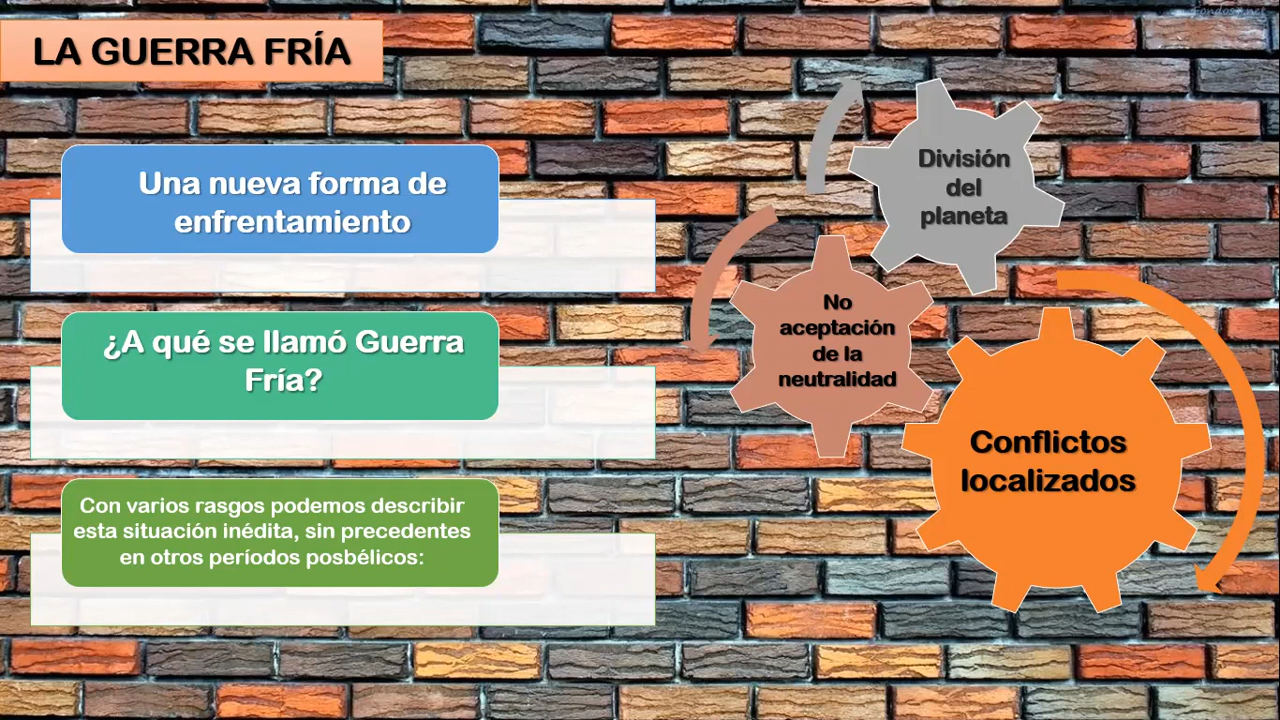 LA GUERRA FRÍA
Una nueva forma de
enfrentamiento
¿A qué se llamó Guerra
Fría?
Con varios rasgos podemos describir
esta situación inédita, sin precedentes
en otros períodos posbélicos:
División
del
planeta
No
aceptación
de la
neutralidad
Conflictos
localizados